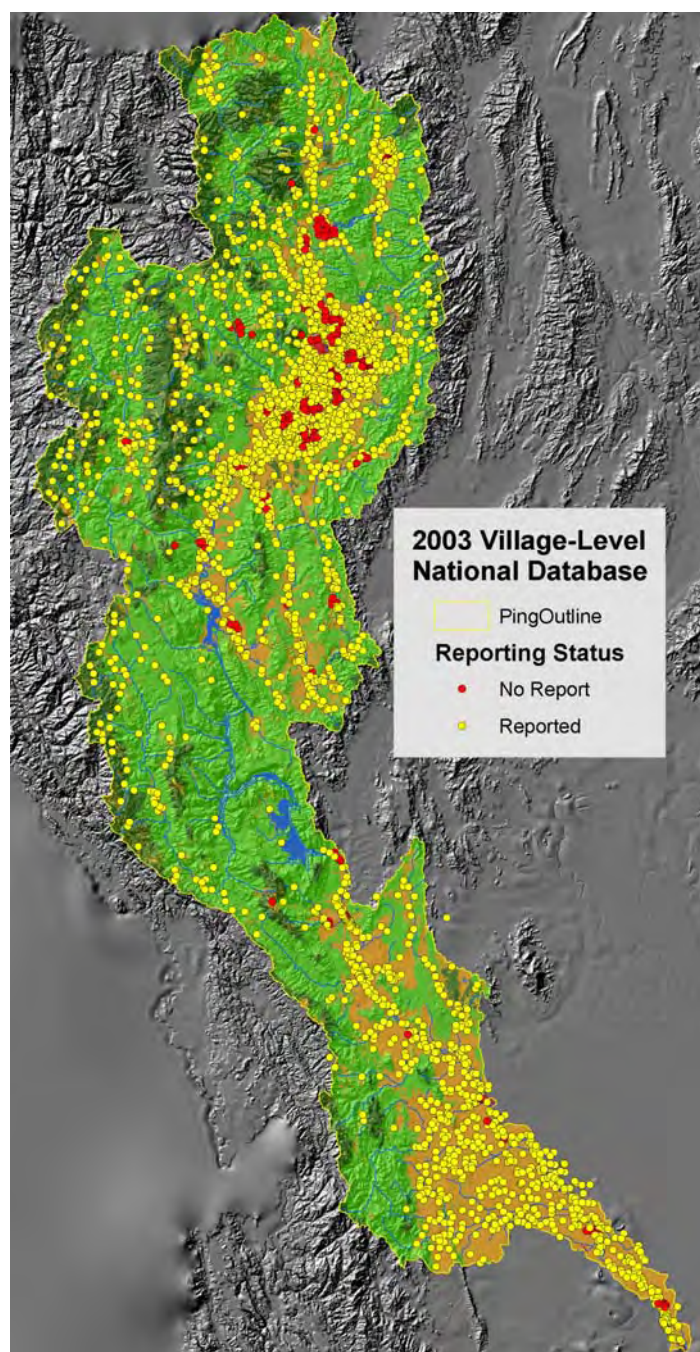 2003 Village-Level
National Database
PingOutline
Reporting Status
No Report
Reported